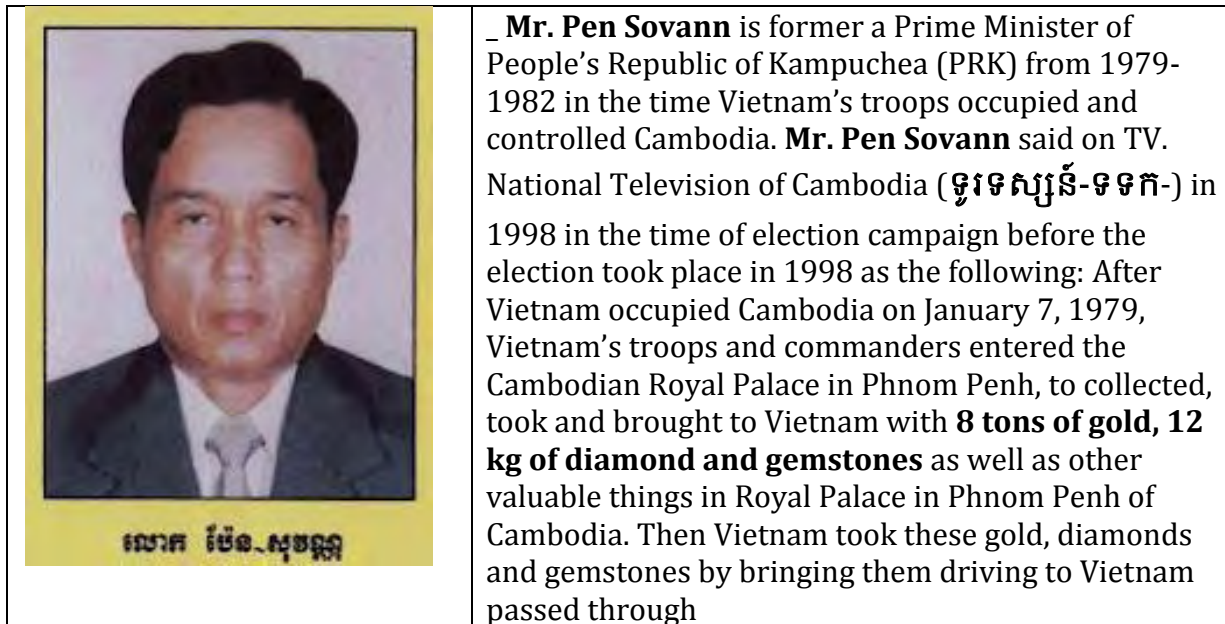 លោក ប៉ែន សុវណ្ណ
_ Mr. Pen Sovann is former a Prime Minister of
People’s Republic of Kampuchea (PRK) from 1979-
1982 in the time Vietnam’s troops occupied and
controlled Cambodia. Mr. Pen Sovann said on TV.
National Television of Cambodia (ទូរទស្សន៍-ទទក-) in
1998 in the time of election campaign before the
election took place in 1998 as the following: After
Vietnam occupied Cambodia on January 7, 1979,
Vietnam’s troops and commanders entered the
Cambodian Royal Palace in Phnom Penh, to collected,
took and brought to Vietnam with 8 tons of gold, 12
kg of diamond and gemstones as well as other
valuable things in Royal Palace in Phnom Penh of
Cambodia. Then Vietnam took these gold, diamonds
and gemstones by bringing them driving to Vietnam
passed through